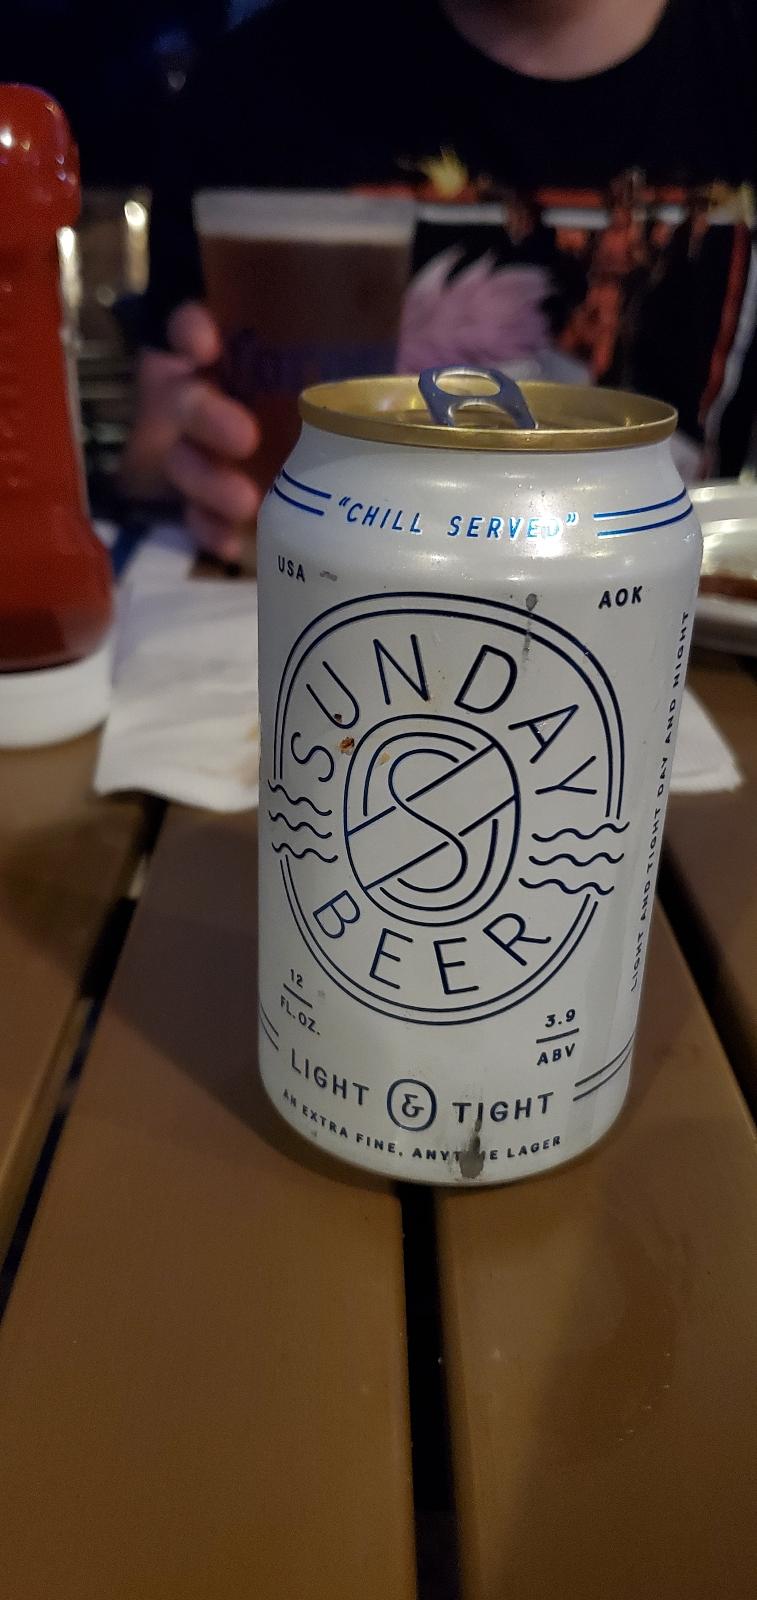 "CHILL SERVED"
USA
AOK
SUNDAY
S
BEER
12
FL.OZ.
3.9
ABV
LIGHT & TIGHT
AN EXTRA FINE, ANYTIME LAGER
LIGHT AND TIGHT DAY AND NIGHT